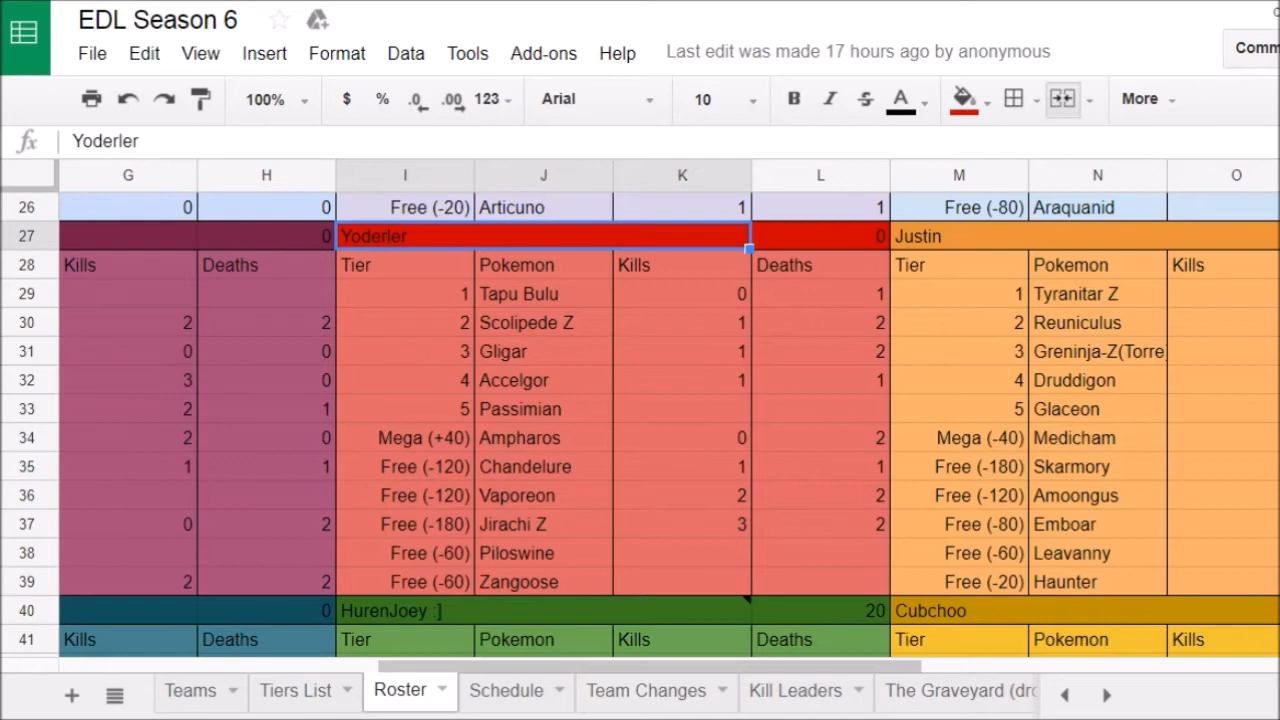 EDL Season 6
File Edit View Insert Format Data Tools Add-ons Help Last edit was made 17 hours ago by anonymous
100% $ % .0 .00 123 Arial 10 B I S A More
fx Yoderler
G H I J K L M N O
26 0 0 Free (-20) Articuno 1 1 Free (-80) Araquanid
27 0 Yoderler 0 Justin
28 Kills Deaths Tier Pokemon Kills Deaths Tier Pokemon Kills
29 1 Tapu Bulu 0 1 1 Tyranitar Z
30 2 2 2 Scolipede Z 1 2 2 Reuniculus
31 0 0 3 Gligar 1 2 3 Greninja-Z(Torre
32 3 0 4 Accelgor 1 1 4 Druddigon
33 2 1 5 Passimian 5 Glaceon
34 2 0 Mega (+40) Ampharos 0 2 Mega (-40) Medicham
35 1 1 Free (-120) Chandelure 1 1 Free (-180) Skarmory
36 Free (-120) Vaporeon 2 2 Free (-120) Amoongus
37 0 2 Free (-180) Jirachi Z 3 2 Free (-80) Emboar
38 Free (-60) Piloswine Free (-60) Leavanny
39 2 2 Free (-60) Zangoose Free (-20) Haunter
40 0 HurenJoey :] 20 Cubchoo
41 Kills Deaths Tier Pokemon Kills Deaths Tier Pokemon Kills
Teams Tiers List Roster Schedule Team Changes Kill Leaders The Graveyard (dro